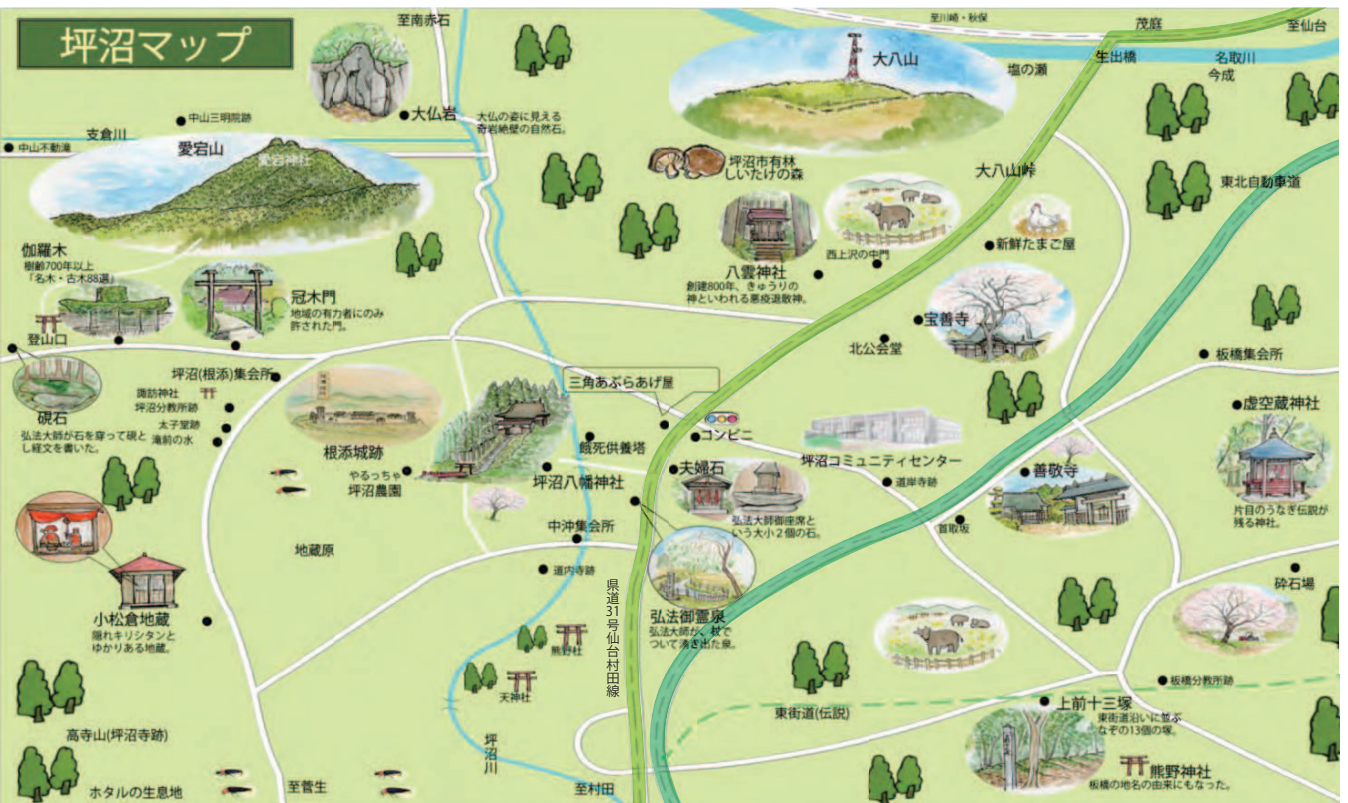 坪沼マップ
至南赤石
至川崎・秋保
茂庭
至仙台
生出橋
名取川
今成
塩の瀬
大八山
大仏岩
大仏の姿に見える
奇岩絶壁の自然石。
中山三明院跡
支倉川
中山不動滝
愛宕山
愛宕神社
坪沼市有林
しいたけの森
大八山峠
東北自動車道
新鮮たまご屋
西上沢の中門
八雲神社
創建800年、きゅうりの
神といわれる悪疫退散神。
伽羅木
樹齢700年以上
「名木・古木88選」
冠木門
地域の有力者にのみ
許された門。
登山口
宝善寺
北公会堂
板橋集会所
三角あぶらあげ屋
坪沼(根添)集会所
諏訪神社
坪沼分教所跡
太子堂跡
滝前の水
硯石
弘法大師が石を穿って硯と
し経文を書いた。
根添城跡
やるっちゃ
坪沼農園
餓死供養塔
コンビニ
坪沼八幡神社
夫婦石
弘法大師御座席と
いう大小２個の石。
坪沼コミュニティセンター
道岸寺跡
善敬寺
首取坂
虚空蔵神社
片目のうなぎ伝説が
残る神社。
中沖集会所
地蔵原
道内寺跡
県道31号仙台村田線
弘法御霊泉
弘法大師が、杖で
ついて湧き出た泉。
砕石場
小松倉地蔵
隠れキリシタンと
ゆかりある地蔵。
熊野社
天神社
板橋分教所跡
東街道(伝説)
上前十三塚
東街道沿いに並ぶ
なぞの13個の塚。
高寺山(坪沼寺跡)
坪沼川
熊野神社
板橋の地名の由来にもなった。
ホタルの生息地
至菅生
至村田